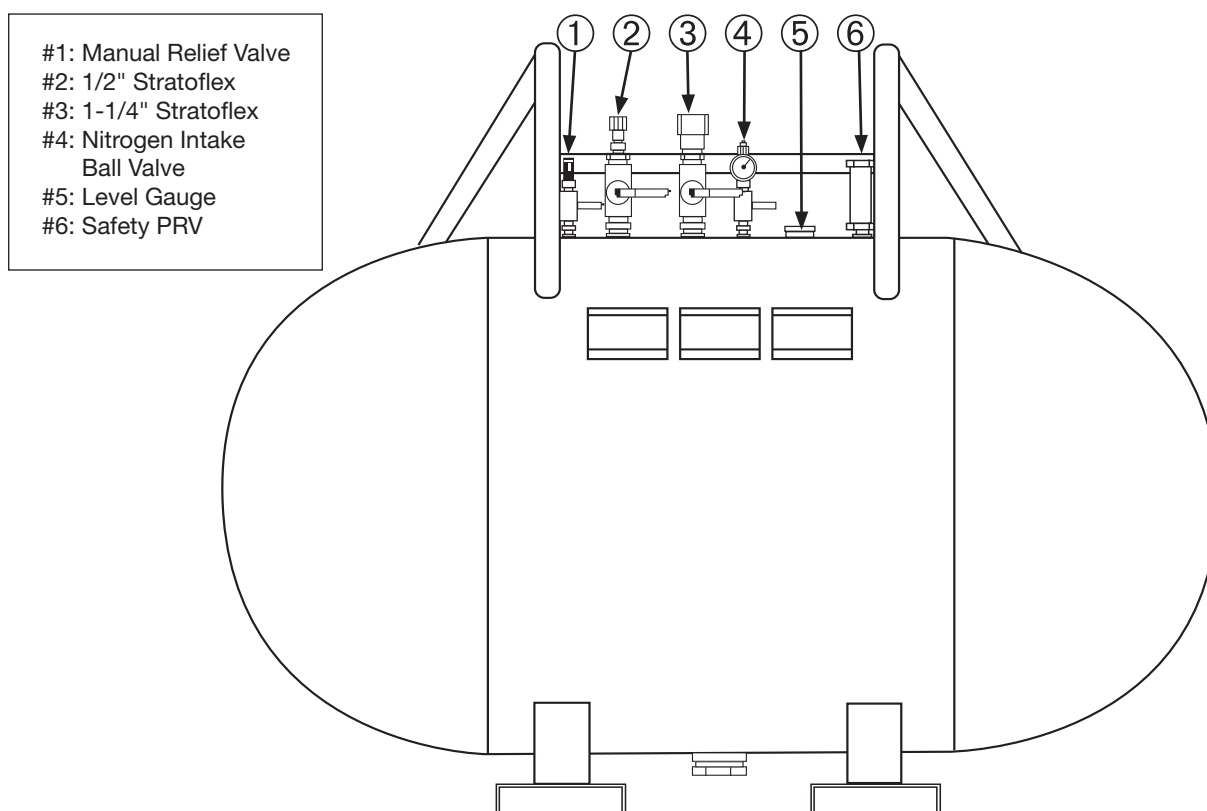 #1: Manual Relief Valve
#2: 1/2" Stratoflex
#3: 1-1/4" Stratoflex
#4: Nitrogen Intake
Ball Valve
#5: Level Gauge
#6: Safety PRV
1 2 3 4 5 6